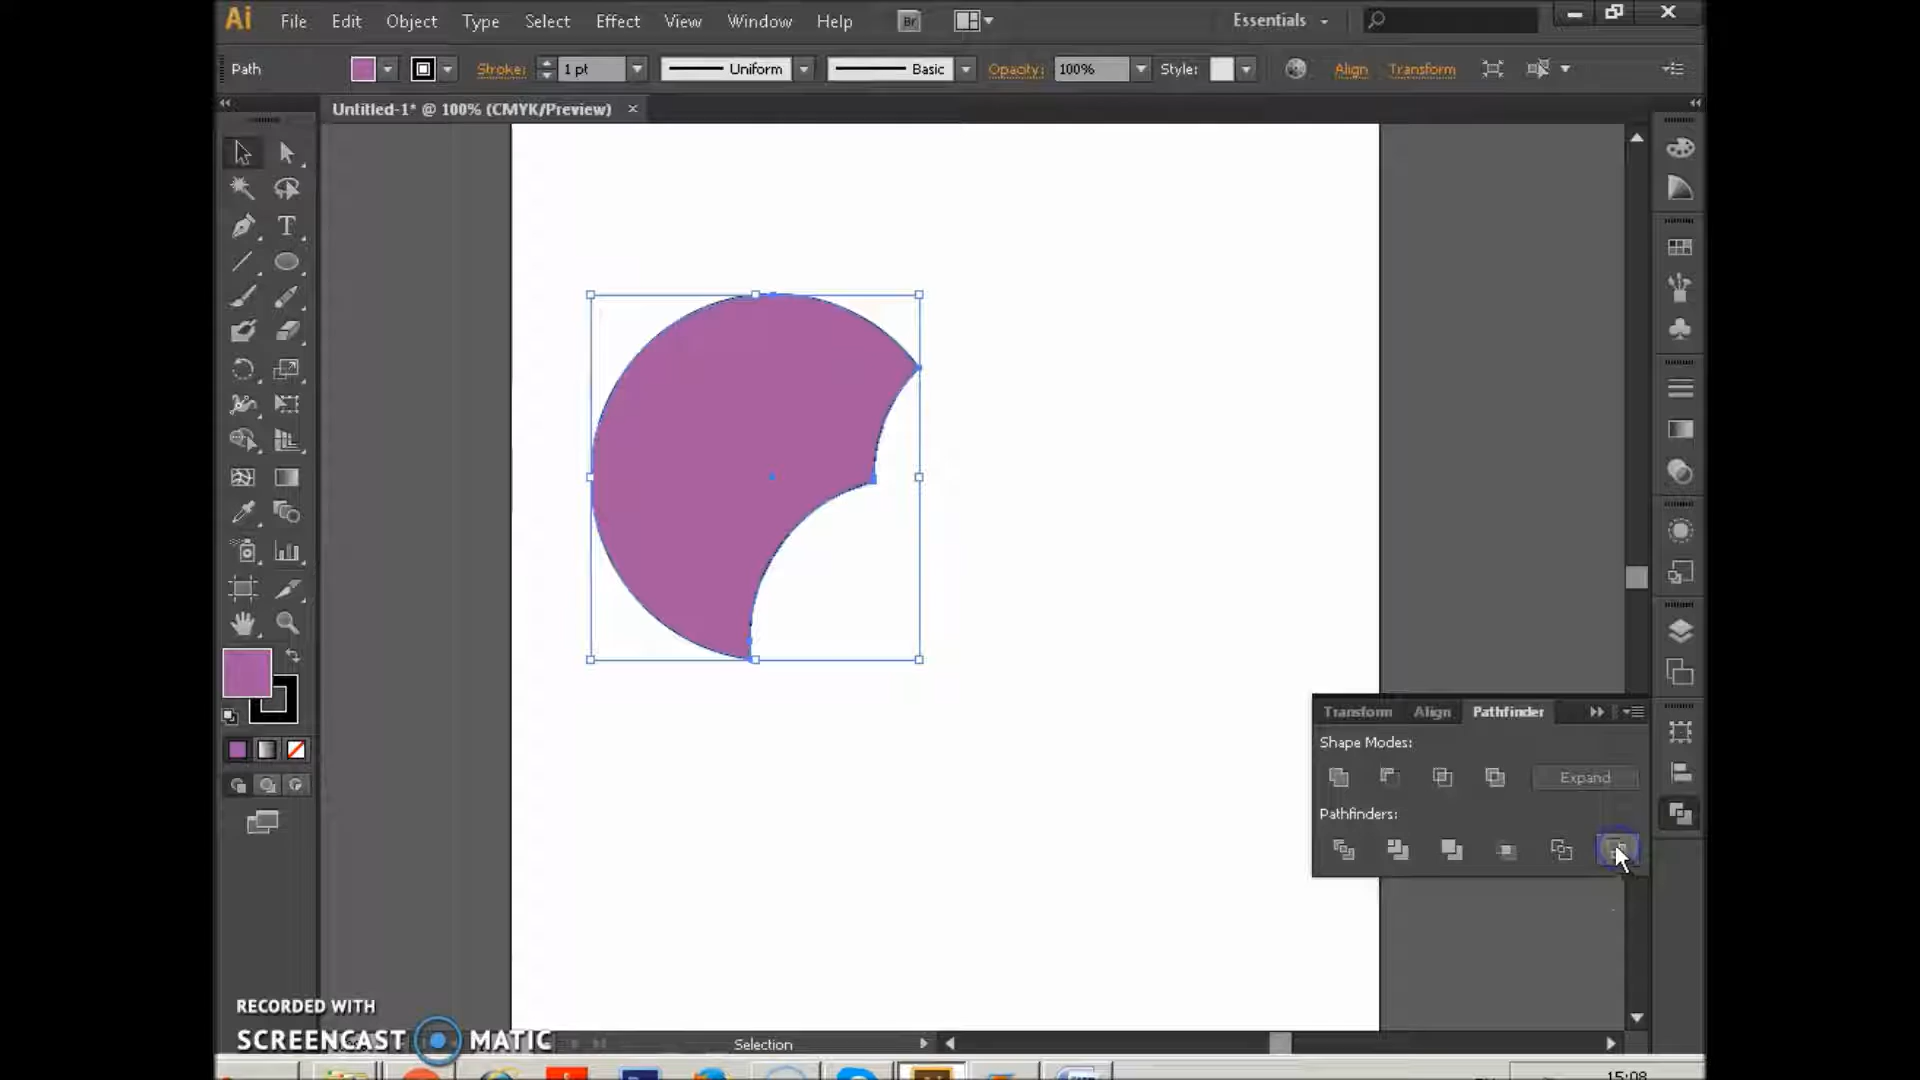 Ai File Edit Object Type Select Effect View Window Help Br Essentials
Path Stroke: 1 pt Uniform Basic Opacity: 100% Style: Align Transform
Untitled-1* @ 100% (CMYK/Preview) ×
T
Transform Align Pathfinder
Shape Modes:
Expand
Pathfinders:
RECORDED WITH
SCREENCAST MATIC
Selection
15:08